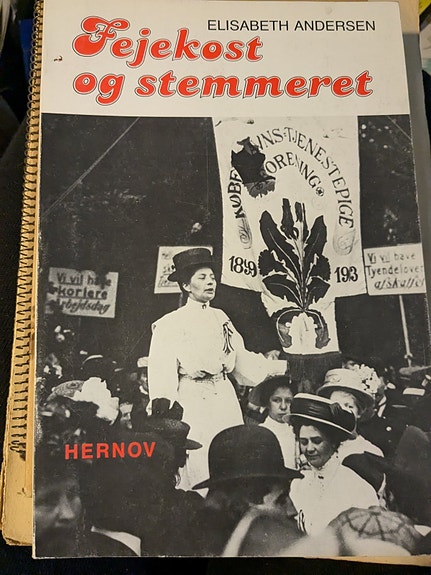 ELISABETH ANDERSEN
Fejekost
og stemmeret
TJENESTEPIGE
FORENING
1899
193
Vi vil have
kortere
Arbejdsdag
Vi vil have
Tyendeloven
afskaffet
HERNOV